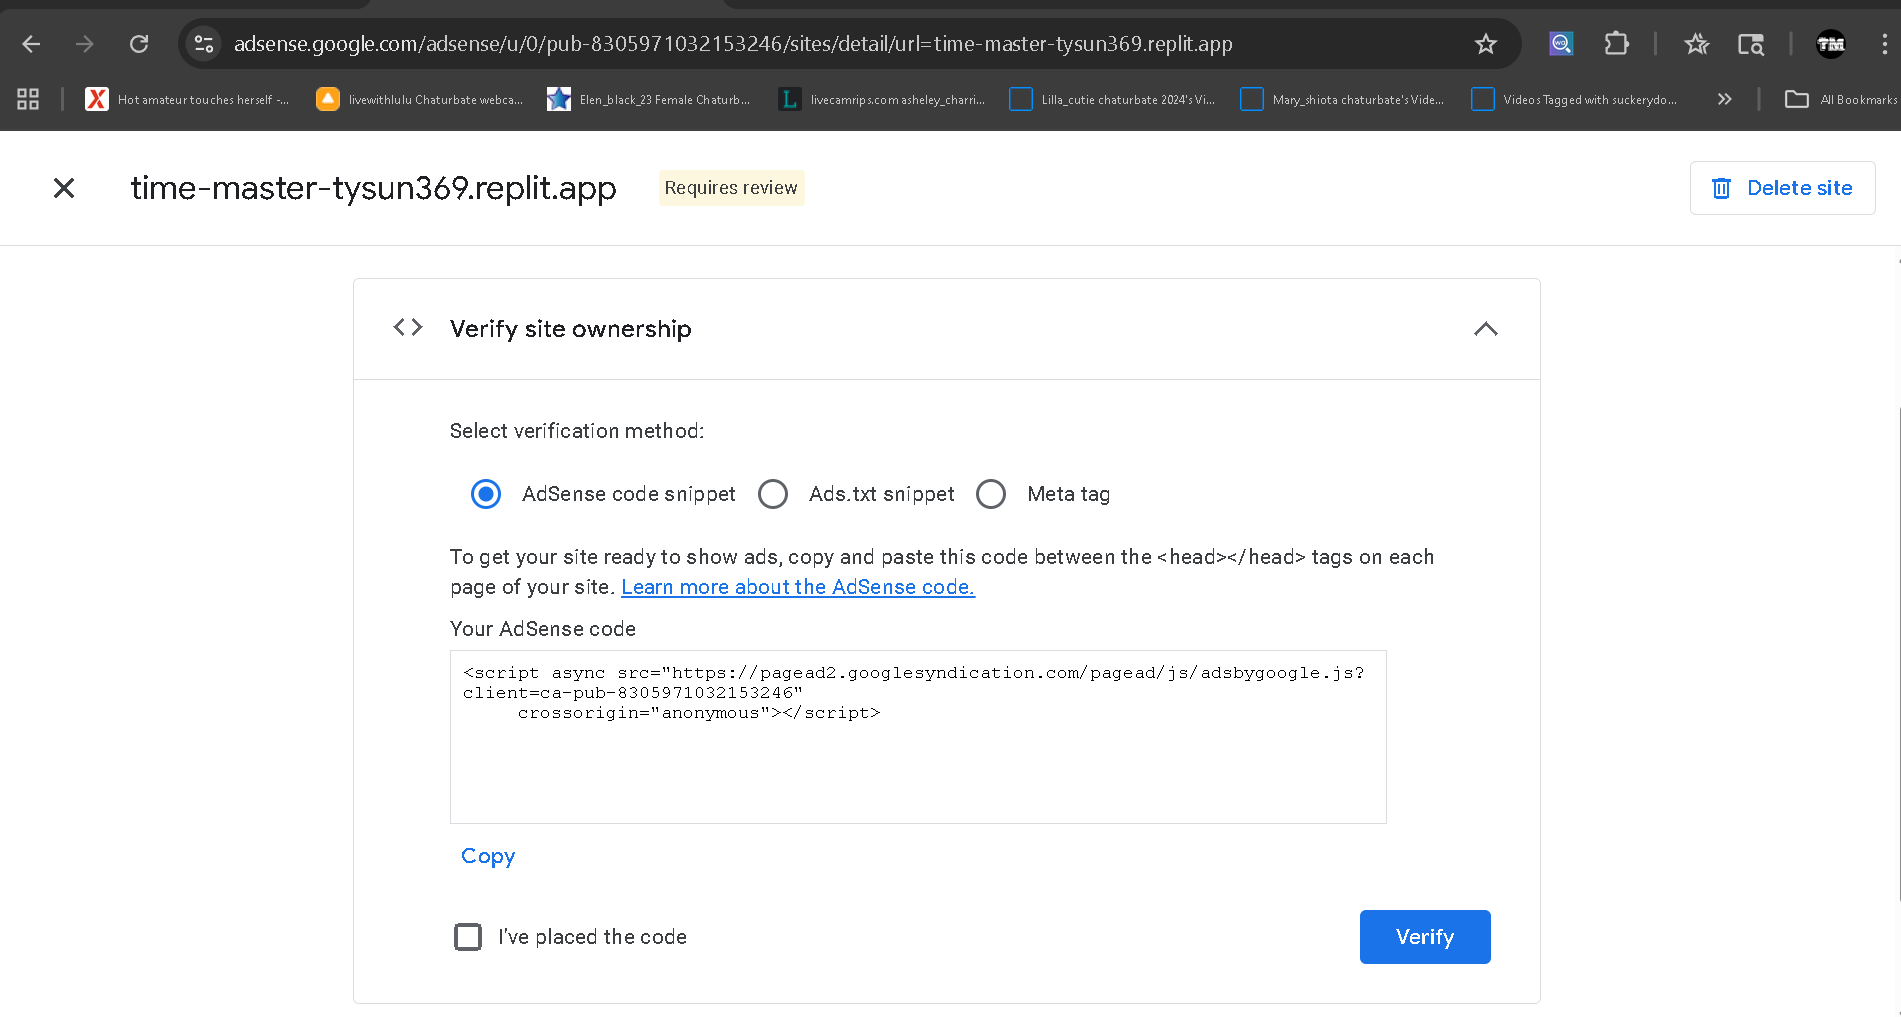 adsense.google.com/adsense/u/0/pub-8305971032153246/sites/detail/url=time-master-tysun369.replit.app
TM
X Hot amateur touches herself -...
livewithlulu Chaturbate webca...
Elen_black_23 Female Chaturb...
L livecamrips.com asheley_charri...
Lilla_cutie chaturbate 2024's Vi...
Mary_shiota chaturbate's Vide...
Videos Tagged with suckerydo...
All Bookmarks
time-master-tysun369.replit.app
Requires review
Delete site
Verify site ownership
Select verification method:
AdSense code snippet
Ads.txt snippet
Meta tag
To get your site ready to show ads, copy and paste this code between the <head></head> tags on each
page of your site. Learn more about the AdSense code.
Your AdSense code
<script async src="https://pagead2.googlesyndication.com/pagead/js/adsbygoogle.js?
client=ca-pub-8305971032153246"
crossorigin="anonymous"></script>
Copy
I've placed the code
Verify